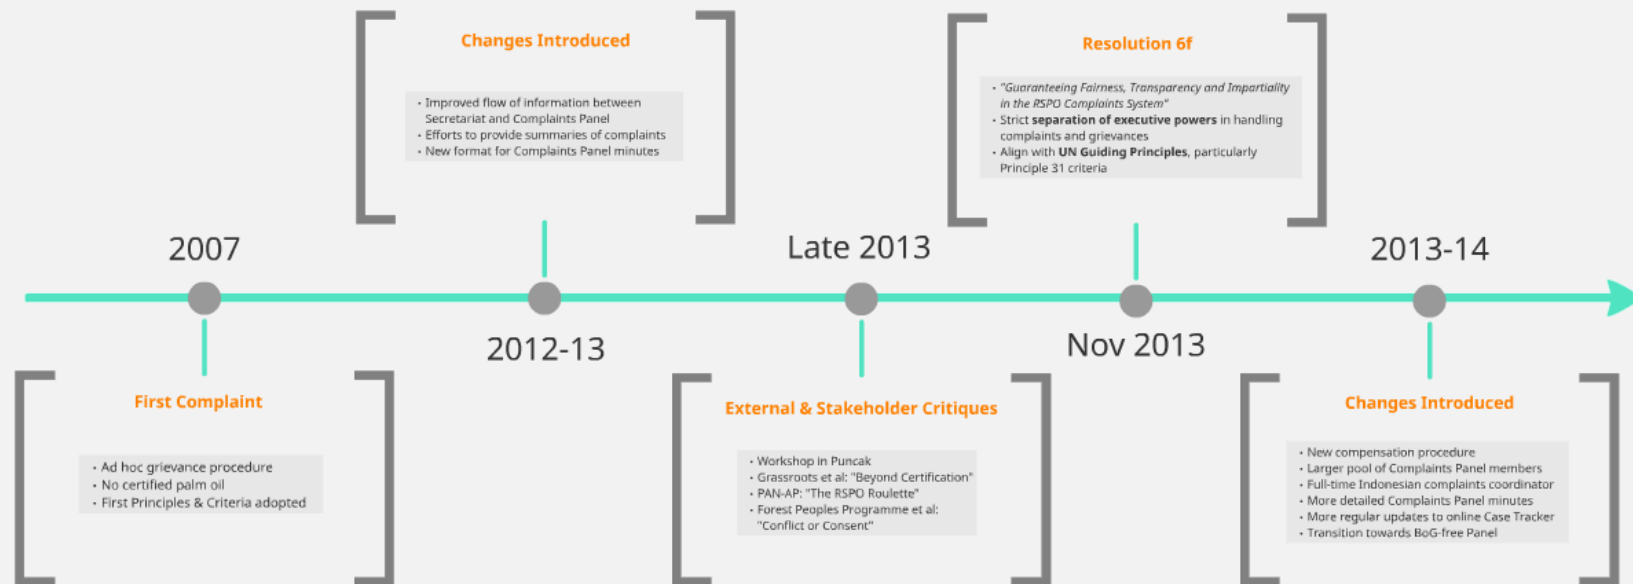 2007
First Complaint
• Ad hoc grievance procedure
• No certified palm oil
• First Principles & Criteria adopted
Changes Introduced
• Improved flow of information between
Secretariat and Complaints Panel
• Efforts to provide summaries of complaints
• New format for Complaints Panel minutes
2012-13
Late 2013
External & Stakeholder Critiques
• Workshop in Puncak
• Grassroots et al: "Beyond Certification"
• PAN-AP: "The RSPO Roulette"
• Forest Peoples Programme et al:
"Conflict or Consent"
Resolution 6f
• "Guaranteeing Fairness, Transparency and Impartiality
in the RSPO Complaints System"
• Strict separation of executive powers in handling
complaints and grievances
• Align with UN Guiding Principles, particularly
Principle 31 criteria
Nov 2013
2013-14
Changes Introduced
• New compensation procedure
• Larger pool of Complaints Panel members
• Full-time Indonesian complaints coordinator
• More detailed Complaints Panel minutes
• More regular updates to online Case Tracker
• Transition towards BoG-free Panel